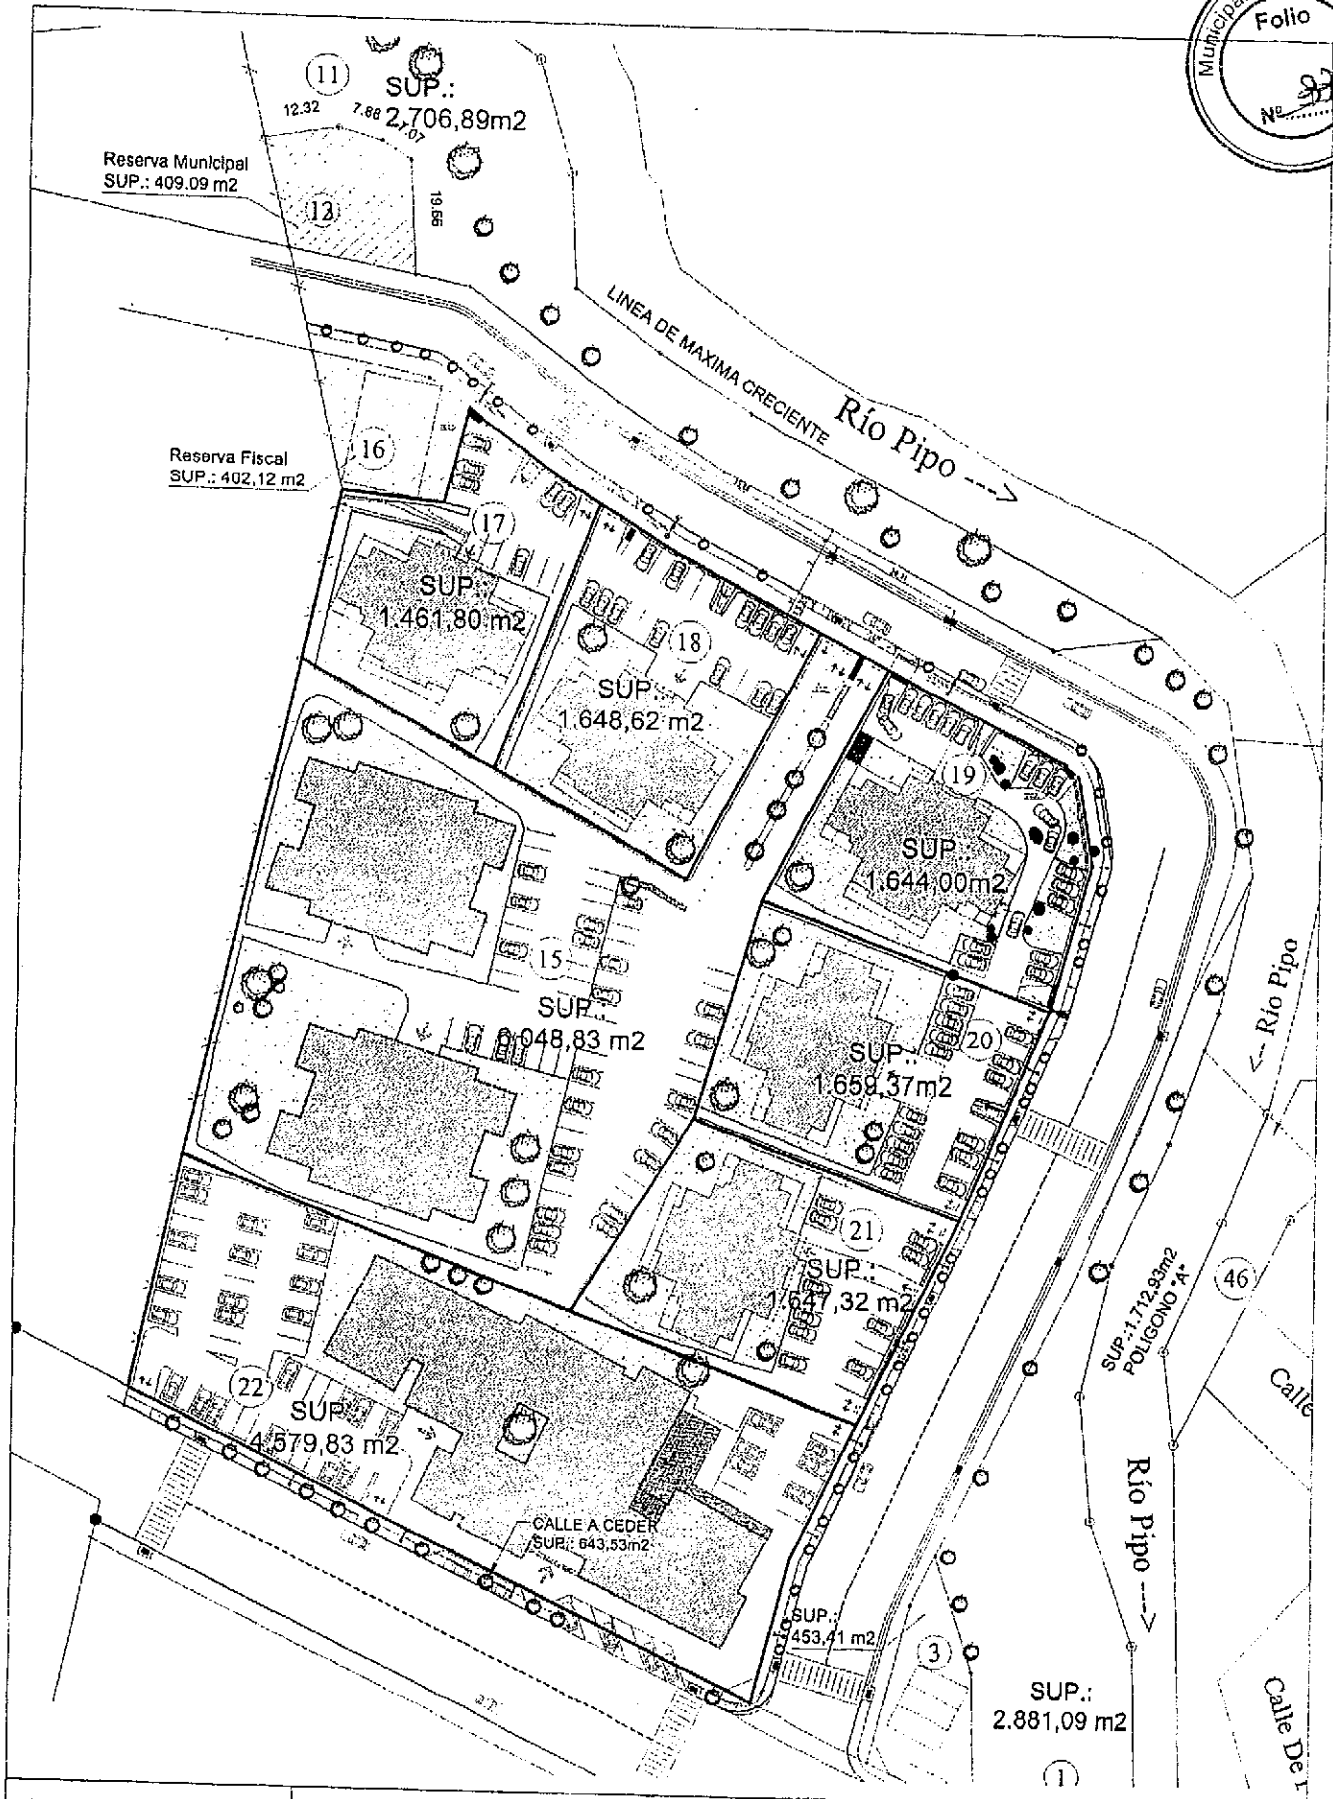 Municipa
Folio
Nº
11
SUP.:
2.706,89m2
12.32
7.88
7.07
19.56
Reserva Municipal
SUP.: 409.09 m2
LINEA DE MAXIMA CRECIENTE
Río Pipo --->
16
Reserva Fiscal
SUP.: 402,12 m2
17
SUP.:
1.461,80 m2
18
SUP.:
1.648,62 m2
19
SUP.:
1.644,00m2
15
SUP.:
6.048,83 m2
20
SUP.:
1.659,37m2
<-- Río Pipo
21
SUP.:
1.647,32 m2
46
SUP.:1.712,93m2
POLIGONO "A"
Calle
22
SUP.
4.579,83 m2
Río Pipo --->
CALLE A CEDER
SUP.: 643,53m2
SUP.:
453,41 m2
3
SUP.:
2.881,09 m2
Calle De
1